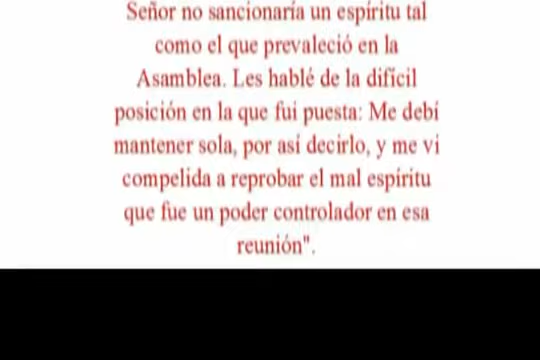 Señor no sancionaría un espíritu tal
como el que prevaleció en la
Asamblea. Les hablé de la difícil
posición en la que fui puesta: Me debí
mantener sola, por así decirlo, y me vi
compelida a reprobar el mal espíritu
que fue un poder controlador en esa
reunión".